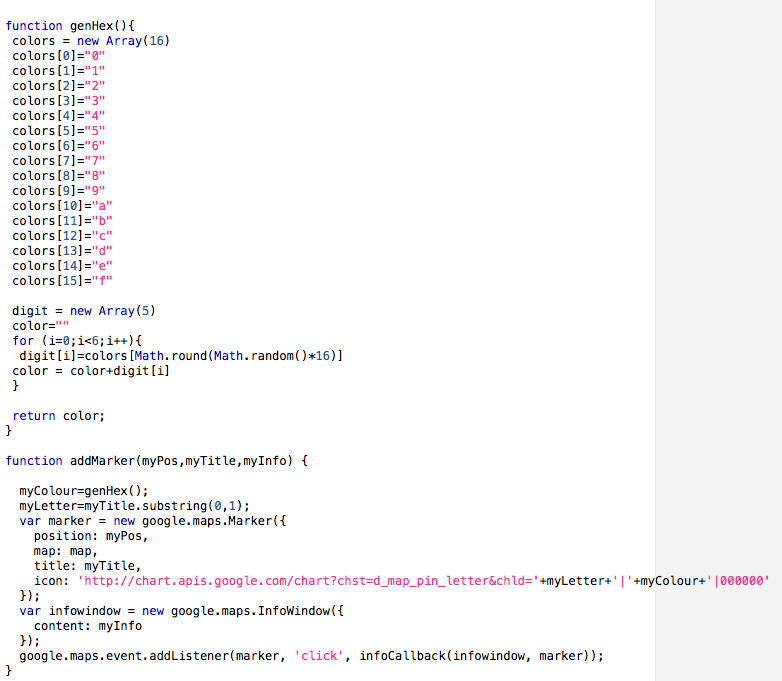 function genHex(){
colors = new Array(16)
colors[0]="0"
colors[1]="1"
colors[2]="2"
colors[3]="3"
colors[4]="4"
colors[5]="5"
colors[6]="6"
colors[7]="7"
colors[8]="8"
colors[9]="9"
colors[10]="a"
colors[11]="b"
colors[12]="c"
colors[13]="d"
colors[14]="e"
colors[15]="f"
digit = new Array(5)
color=""
for (i=0;i<6;i++){
digit[i]=colors[Math.round(Math.random()*16)]
color = color+digit[i]
}
return color;
}
function addMarker(myPos,myTitle,myInfo) {
myColour=genHex();
myLetter=myTitle.substring(0,1);
var marker = new google.maps.Marker({
position: myPos,
map: map,
title: myTitle,
icon: 'http://chart.apis.google.com/chart?chst=d_map_pin_letter&chld='+myLetter+'|'+myColour+'|000000'
});
var infowindow = new google.maps.InfoWindow({
content: myInfo
});
google.maps.event.addListener(marker, 'click', infoCallback(infowindow, marker));
}